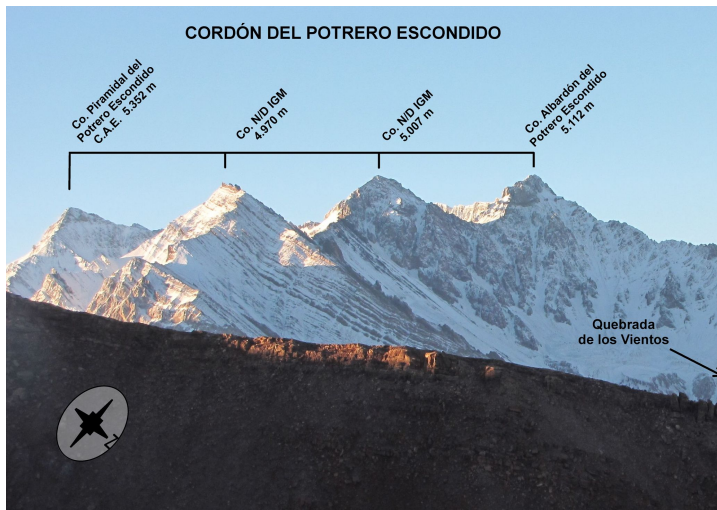 CORDÓN DEL POTRERO ESCONDIDO
Co. Piramidal del
Potrero Escondido
C.A.E. 5.352 m
Co. N/D IGM
4.970 m
Co. N/D IGM
5.007 m
Co. Albardón del
Potrero Escondido
5.112 m
Quebrada
de los Vientos